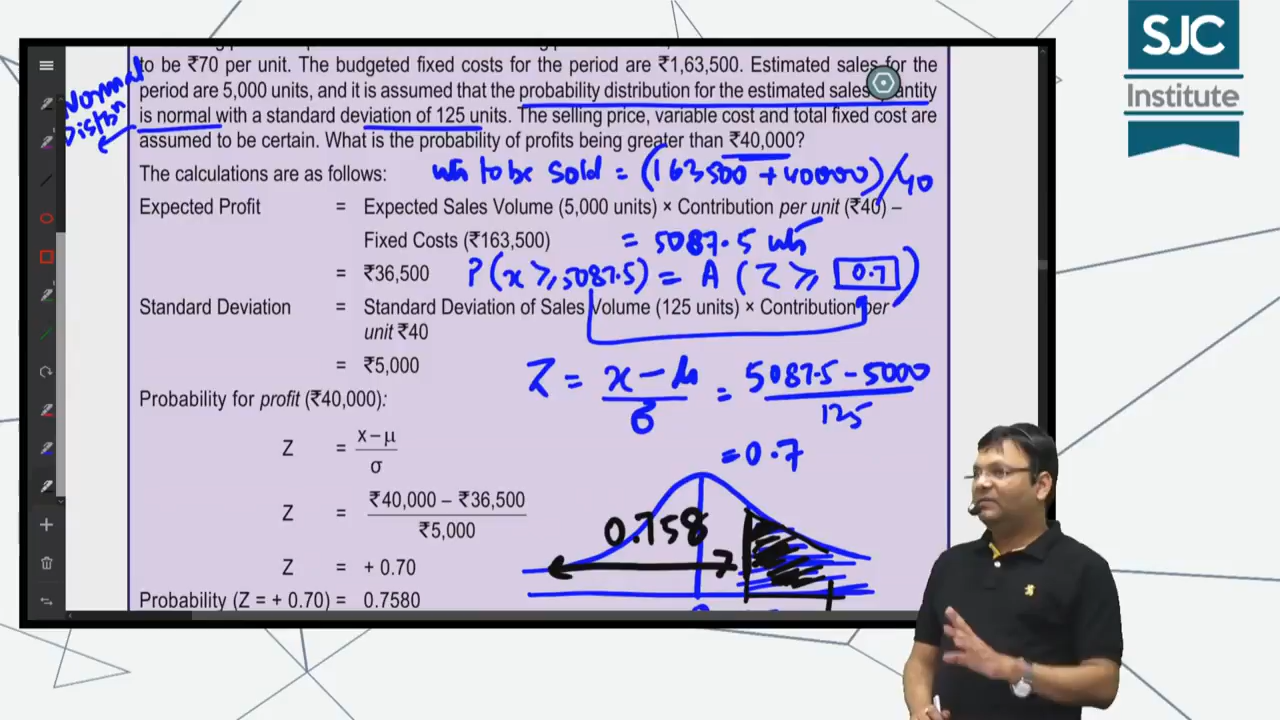 SJC
Institute
to be ₹70 per unit. The budgeted fixed costs for the period are ₹1,63,500. Estimated sales for the
period are 5,000 units, and it is assumed that the probability distribution for the estimated sales
is normal with a standard deviation of 125 units. The selling price, variable cost and total fixed cost are
assumed to be certain. What is the probability of profits being greater than ₹40,000?
Normal
Distbn
The calculations are as follows:
uts to be sold = (163500 + 40000)/40
Expected Profit = Expected Sales Volume (5,000 units) × Contribution per unit (₹40) –
Fixed Costs (₹163,500)
= 5087.5 uts
= ₹36,500
P(x ≥ 5087.5) = A (Z ≥ 0.7)
Standard Deviation = Standard Deviation of Sales Volume (125 units) × Contribution per
unit ₹40
= ₹5,000
Z = x – μ / σ = 5087.5 – 5000 / 125
= 0.7
Probability for profit (₹40,000):
Z = x – μ / σ
Z = ₹40,000 – ₹36,500 / ₹5,000
0.758
Z = + 0.70
Probability (Z = + 0.70) = 0.7580